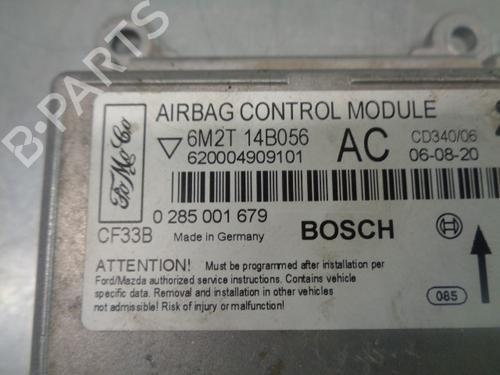 AIRBAG CONTROL MODULE
6M2T 14B056 AC CD340/06
620004909101 06-08-20
FoMoCo
0 285 001 679 BOSCH
CF33B Made in Germany
ATTENTION! Must be programmed after installation per
Ford/Mazda authorized service instructions. Contains vehicle
specific data. Removal and installation in other vehicles
not admissible! Risk of injury or malfunction!
085